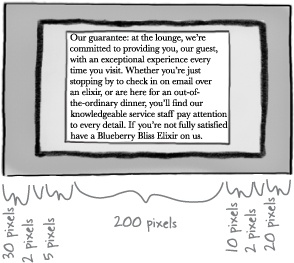 Our guarantee: at the lounge, we're
committed to providing you, our guest,
with an exceptional experience every
time you visit. Whether you're just
stopping by to check in on email over
an elixir, or are here for an out-of-
the-ordinary dinner, you'll find our
knowledgeable service staff pay attention
to every detail. If you're not fully satisfied
have a Blueberry Bliss Elixir on us.
30 pixels
2 pixels
5 pixels
200 pixels
10 pixels
2 pixels
20 pixels